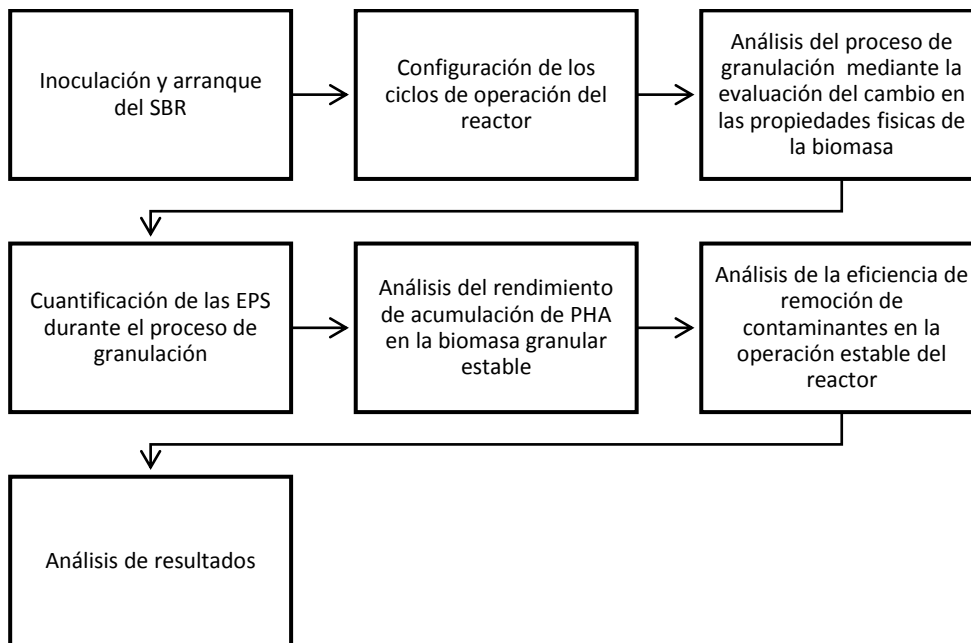 Inoculación y arranque
del SBR
Configuración de los
ciclos de operación del
reactor
Análisis del proceso de
granulación  mediante la
evaluación del cambio en
las propiedades fisicas de
la biomasa
Cuantificación de las EPS
durante el proceso de
granulación
Análisis del rendimiento
de acumulación de PHA
en la biomasa granular
estable
Análisis de la eficiencia de
remoción de
contaminantes en la
operación estable del
reactor
Análisis de resultados